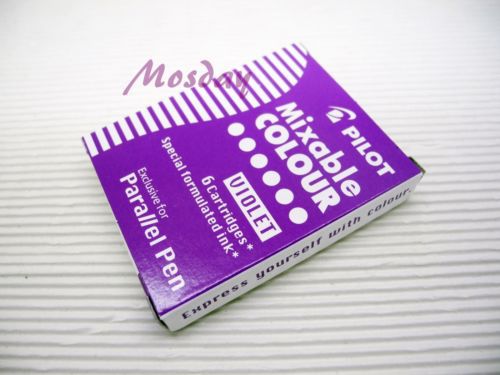 Mosday
PILOT
Mixable
COLOUR
VIOLET
6 Cartridges*
Special formulated ink*
Exclusive for
Parallel Pen
Express yourself with colour.